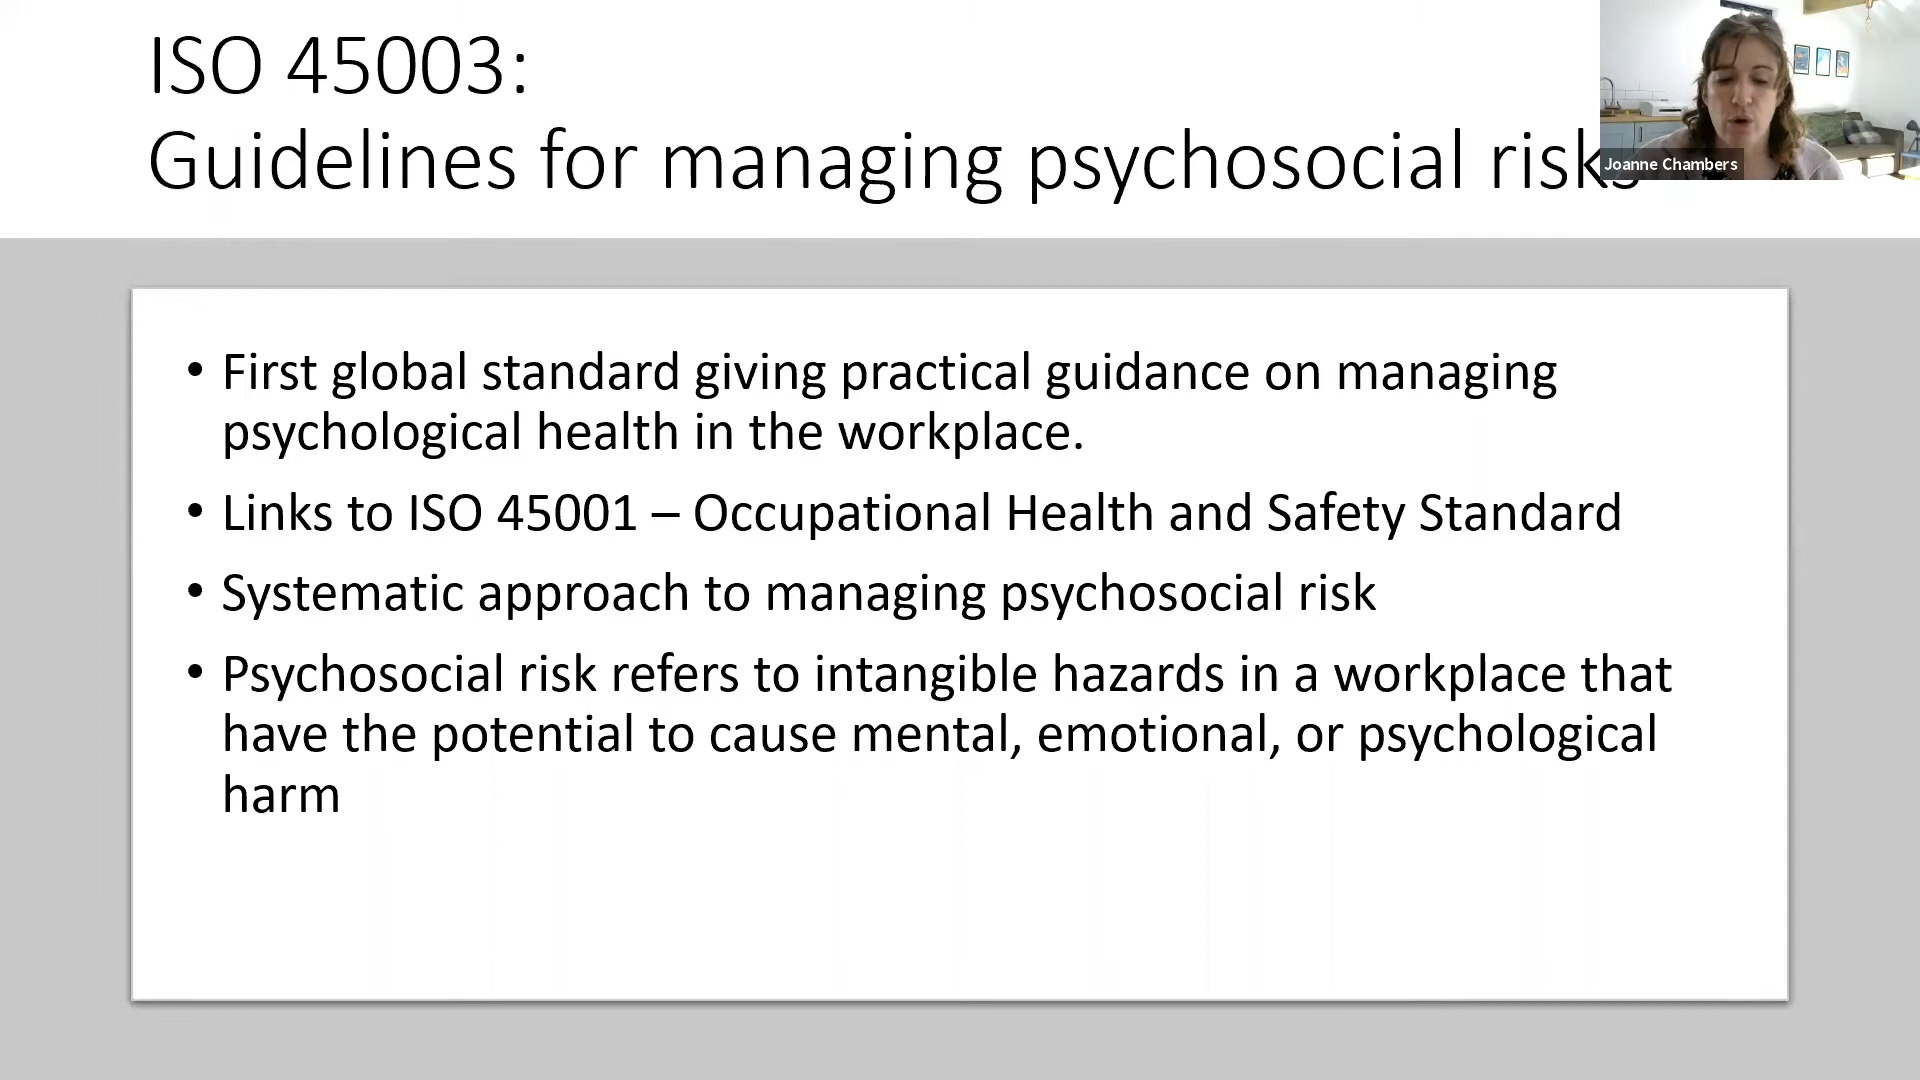 ISO 45003:
Guidelines for managing psychosocial risks
Joanne Chambers
• First global standard giving practical guidance on managing
psychological health in the workplace.
• Links to ISO 45001 – Occupational Health and Safety Standard
• Systematic approach to managing psychosocial risk
• Psychosocial risk refers to intangible hazards in a workplace that
have the potential to cause mental, emotional, or psychological
harm